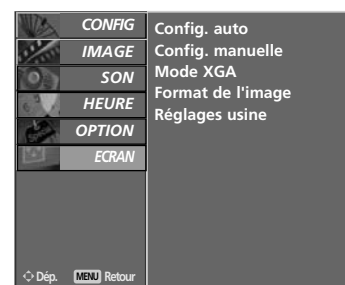 CONFIG
IMAGE
SON
HEURE
OPTION
ECRAN
Config. auto
Config. manuelle
Mode XGA
Format de l'image
Réglages usine
Dép. MENU Retour